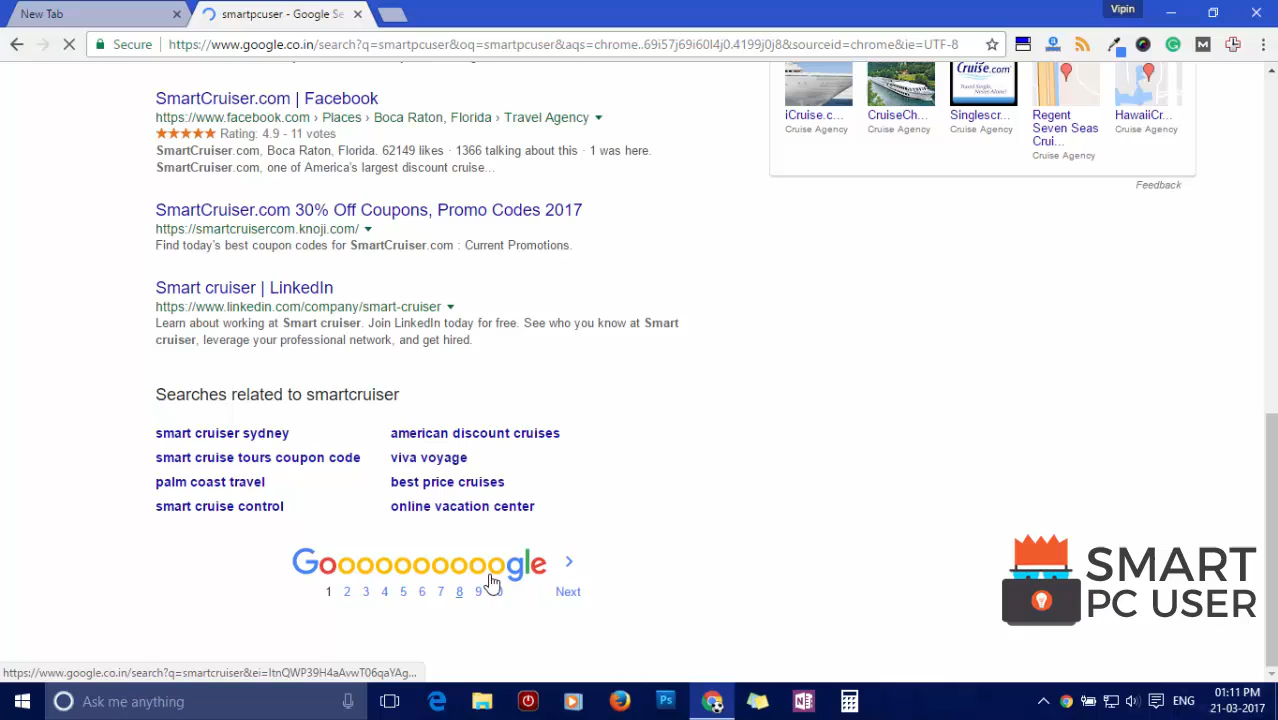 New Tab
smartpcuser - Google Se
Vipin
Secure
https://www.google.co.in/search?q=smartpcuser&oq=smartpcuser&aqs=chrome..69i57j69i60l4j0.4199j0j8&sourceid=chrome&ie=UTF-8
SmartCruiser.com | Facebook
https://www.facebook.com › Places › Boca Raton, Florida › Travel Agency
Rating: 4.9 - 11 votes
SmartCruiser.com, Boca Raton, Florida. 62149 likes · 1366 talking about this · 1 was here.
SmartCruiser.com, one of America's largest discount cruise...
SmartCruiser.com 30% Off Coupons, Promo Codes 2017
https://smartcruisercom.knoji.com/
Find today's best coupon codes for SmartCruiser.com : Current Promotions.
Smart cruiser | LinkedIn
https://www.linkedin.com/company/smart-cruiser
Learn about working at Smart cruiser. Join LinkedIn today for free. See who you know at Smart
cruiser, leverage your professional network, and get hired.
Cruise.com
iCruise.c...
Cruise Agency
CruiseCh...
Cruise Agency
Singlescr...
Cruise Agency
Regent
Seven Seas
Crui...
Cruise Agency
HawaiiCr...
Cruise Agency
Feedback
Searches related to smartcruiser
smart cruiser sydney
american discount cruises
smart cruise tours coupon code
viva voyage
palm coast travel
best price cruises
smart cruise control
online vacation center
Goooooooooogle
1 2 3 4 5 6 7 8 9
Next
SMART
PC USER
https://www.google.co.in/search?q=smartcruiser&ei=ItnQWP39H4aAvwT06qaYAg...
Ask me anything
Ps
N
ENG
01:11 PM
21-03-2017